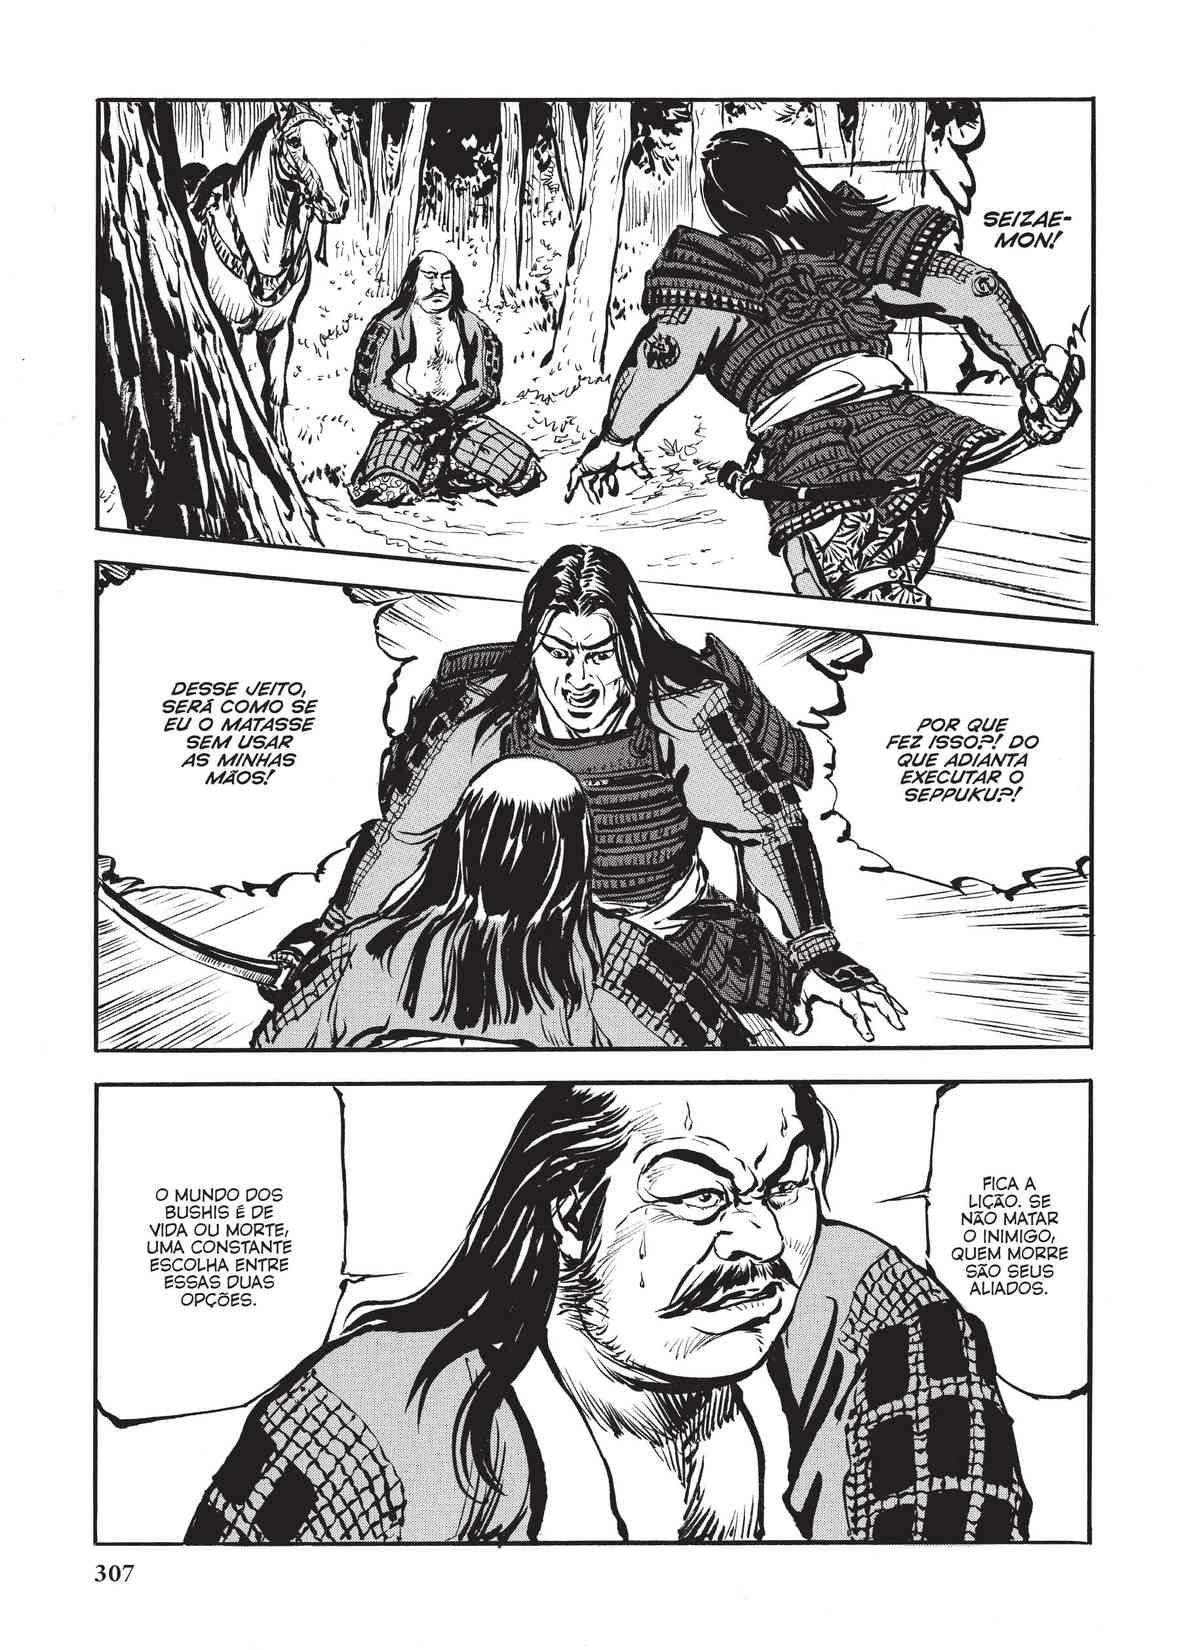 SEIZAE-
MON!
POR QUE
FEZ ISSO?! DO
QUE ADIANTA
EXECUTAR O
SEPPUKU?!
DESSE JEITO,
SERÁ COMO SE
EU O MATASSE
SEM USAR
AS MINHAS
MÃOS!
FICA A
LIÇÃO. SE
NÃO MATAR
O INIMIGO,
QUEM MORRE
SÃO SEUS
ALIADOS.
O MUNDO DOS
BUSHIS É DE
VIDA OU MORTE,
UMA CONSTANTE
ESCOLHA ENTRE
ESSAS DUAS
OPÇÕES.
307